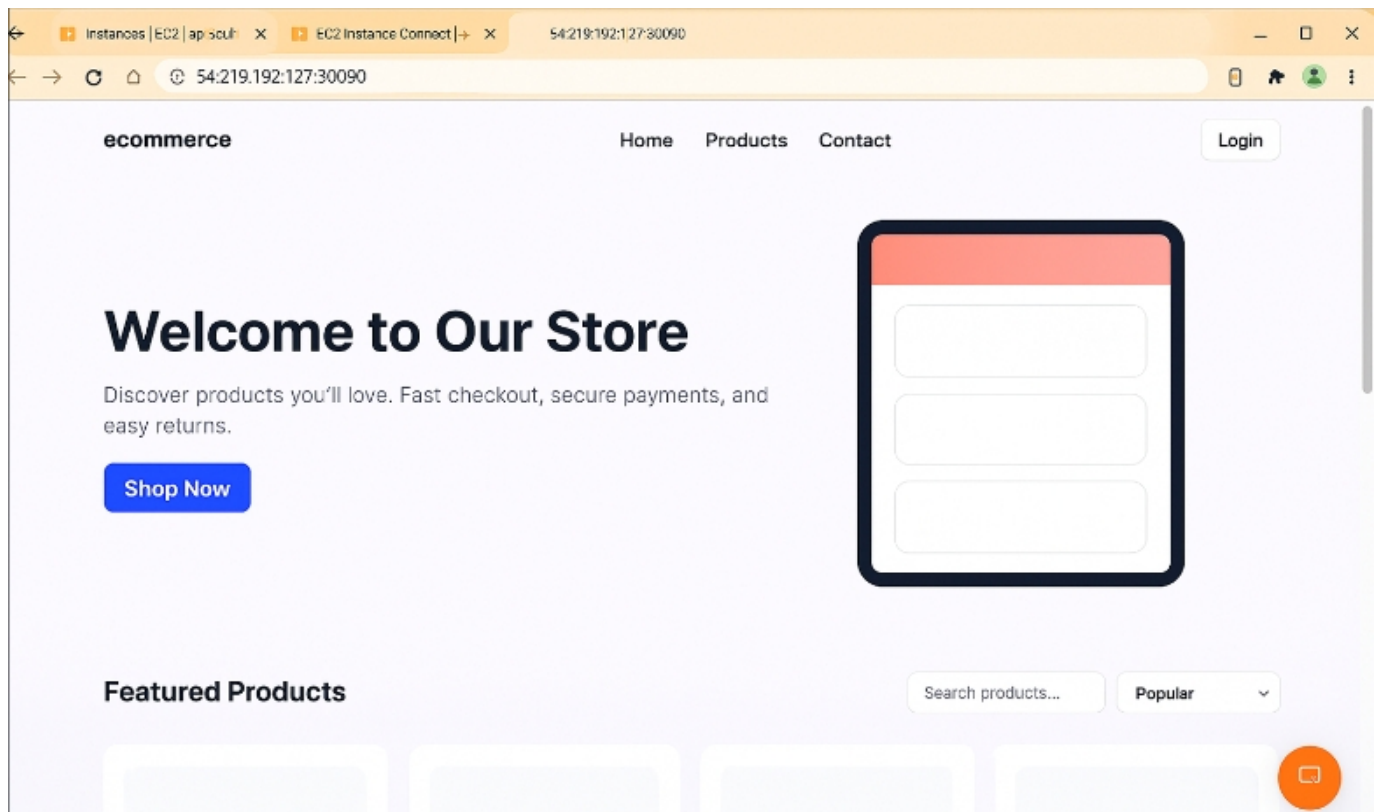 Instances | EC2 | ap
EC2 Instance Connect |
54:219:192:127:30090
54:219.192:127:30090
ecommerce
Home Products Contact
Login
Welcome to Our Store
Discover products you'll love. Fast checkout, secure payments, and
easy returns.
Shop Now
Featured Products
Search products...
Popular